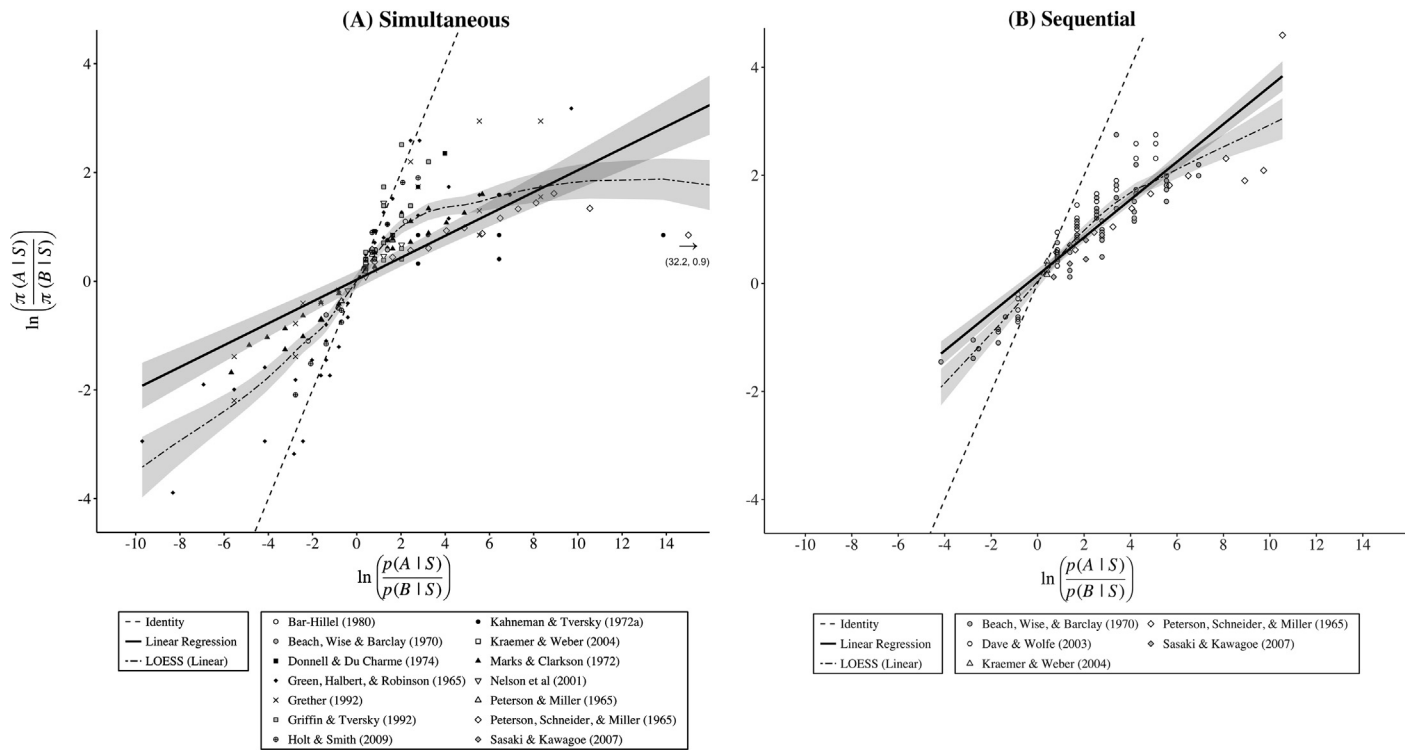 (A) Simultaneous
4
2
0
-2
-4
ln(π(A | S)/π(B | S))
(32.2, 0.9)
-10 -8 -6 -4 -2 0 2 4 6 8 10 12 14
ln(p(A | S)/p(B | S))
Identity
Linear Regression
LOESS (Linear)
Bar-Hillel (1980)
Beach, Wise & Barclay (1970)
Donnell & Du Charme (1974)
Green, Halbert, & Robinson (1965)
Grether (1992)
Griffin & Tversky (1992)
Holt & Smith (2009)
Kahneman & Tversky (1972a)
Kraemer & Weber (2004)
Marks & Clarkson (1972)
Nelson et al (2001)
Peterson & Miller (1965)
Peterson, Schneider, & Miller (1965)
Sasaki & Kawagoe (2007)
(B) Sequential
4
2
0
-2
-4
-10 -8 -6 -4 -2 0 2 4 6 8 10 12 14
ln(p(A | S)/p(B | S))
Identity
Linear Regression
LOESS (Linear)
Beach, Wise, & Barclay (1970)
Dave & Wolfe (2003)
Kraemer & Weber (2004)
Peterson, Schneider, & Miller (1965)
Sasaki & Kawagoe (2007)